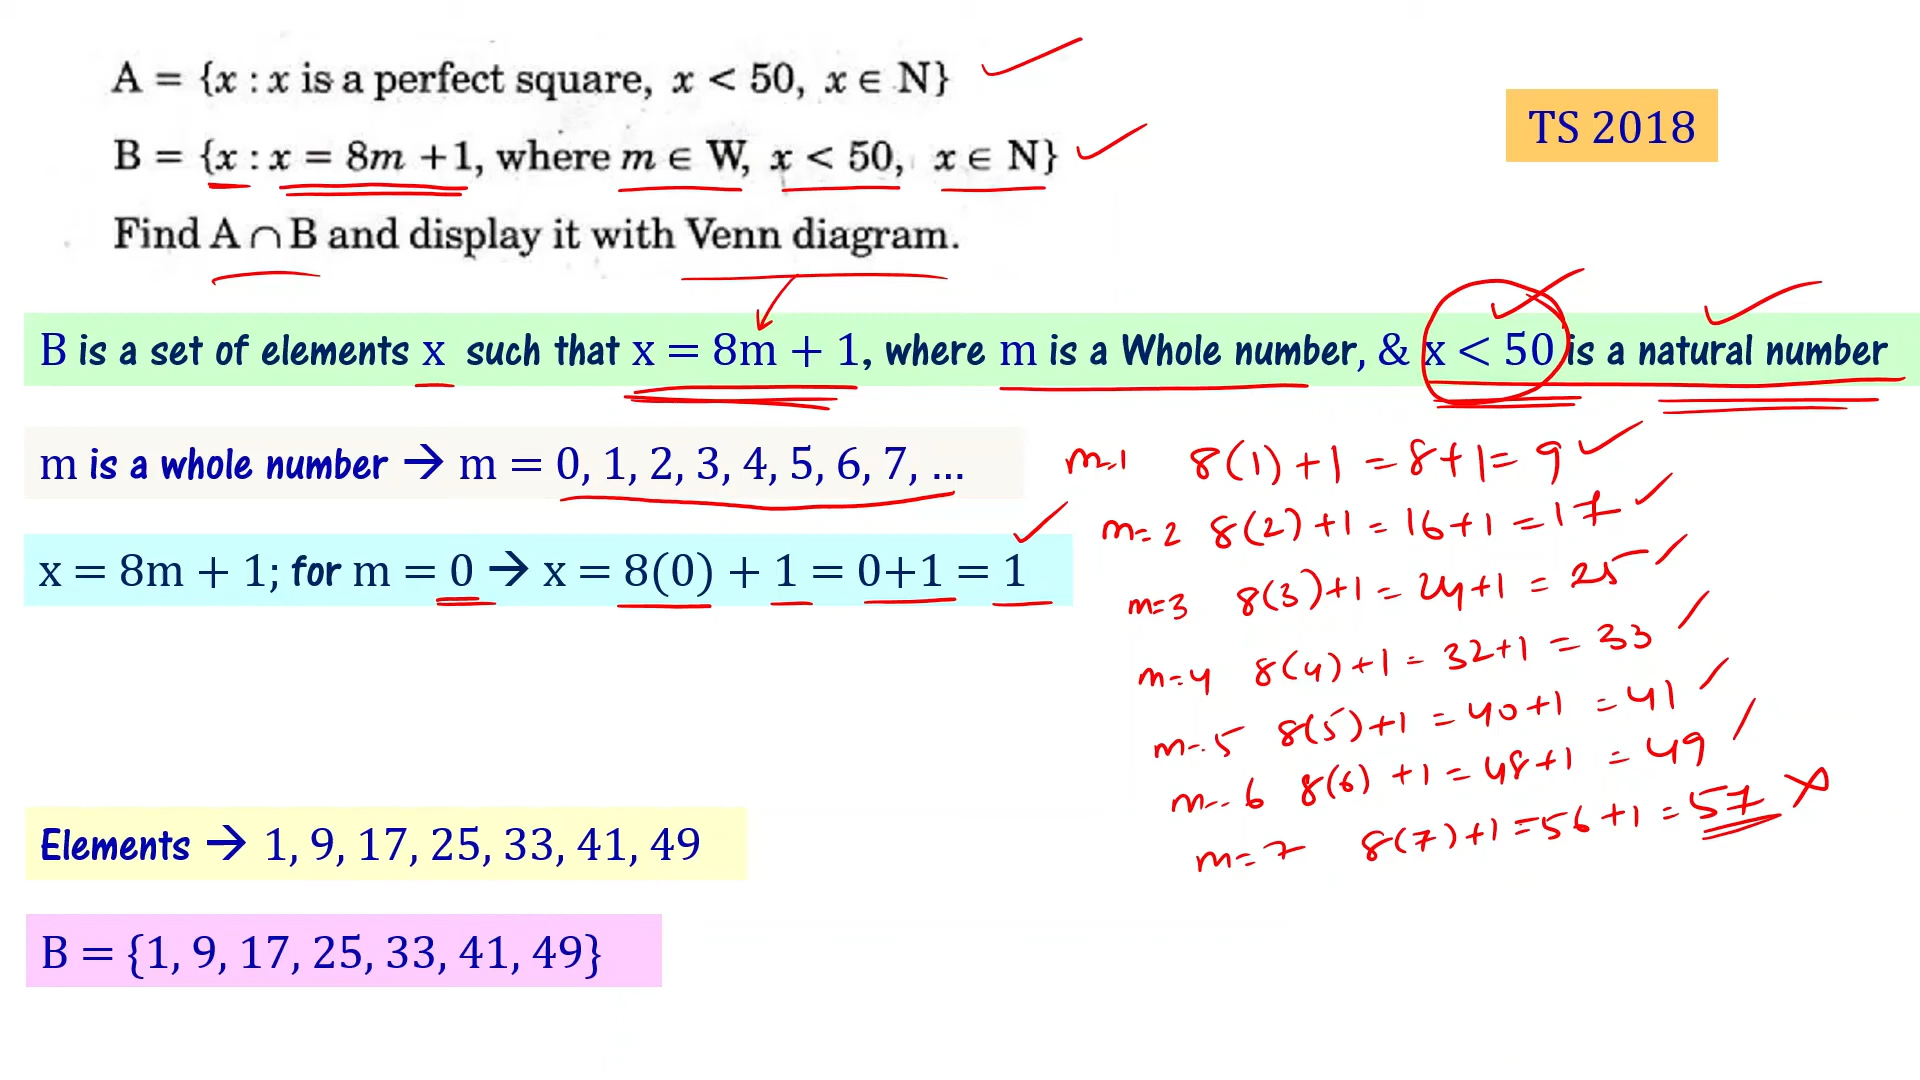 A = {x : x is a perfect square, x < 50, x ∈ N}
B = {x : x = 8m +1, where m ∈ W, x < 50, x ∈ N}
Find A ∩ B and display it with Venn diagram.
TS 2018
B is a set of elements x such that x = 8m + 1, where m is a Whole number, & x < 50 is a natural number
m is a whole number → m = 0, 1, 2, 3, 4, 5, 6, 7, ...
x = 8m + 1; for m = 0 → x = 8(0) + 1 = 0+1 = 1
m=1 8(1)+1 = 8+1= 9
m=2 8(2)+1 = 16+1 = 17
m=3 8(3)+1 = 24+1 = 25
m=4 8(4)+1 = 32+1 = 33
m=5 8(5)+1 = 40+1 = 41
m=6 8(6)+1 = 48+1 = 49
m=7 8(7)+1 = 56+1 = 57
Elements → 1, 9, 17, 25, 33, 41, 49
B = {1, 9, 17, 25, 33, 41, 49}